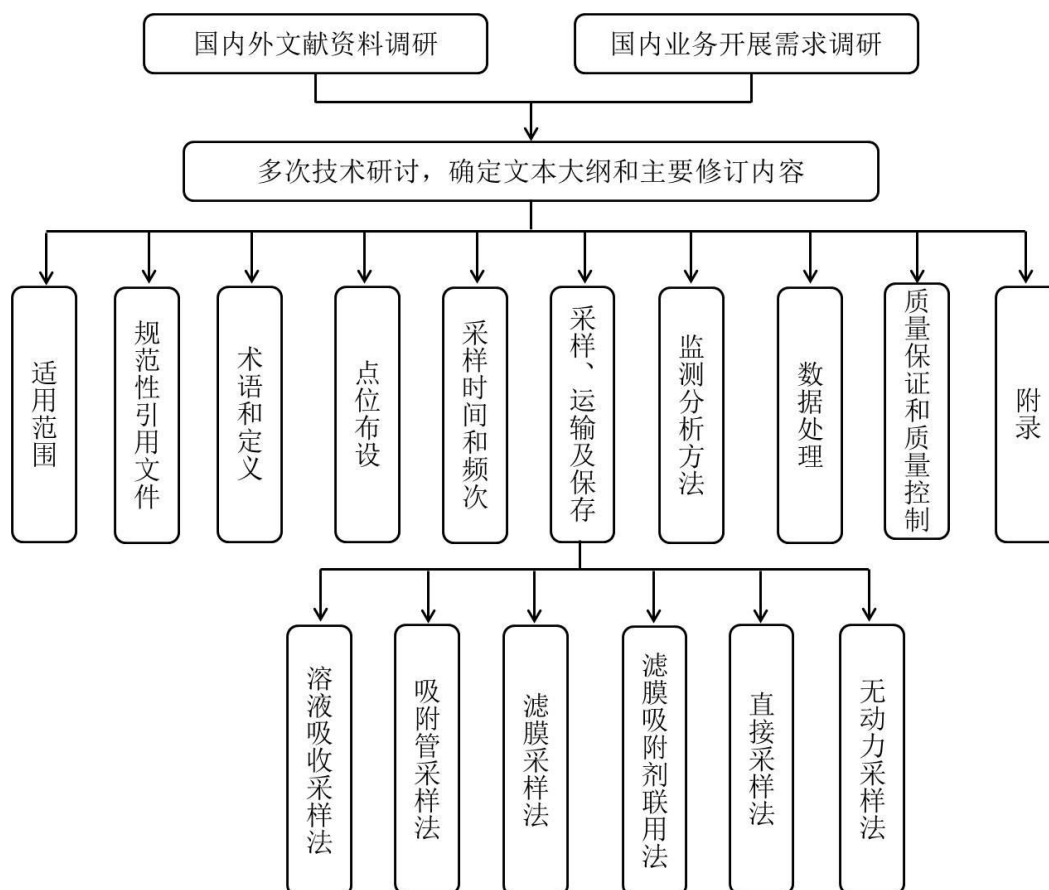 国内外文献资料调研
国内业务开展需求调研
多次技术研讨，确定文本大纲和主要修订内容
适用范围
规范性引用文件
术语和定义
点位布设
采样时间和频次
采样、运输及保存
监测分析方法
数据处理
质量保证和质量控制
附录
溶液吸收采样法
吸附管采样法
滤膜采样法
滤膜吸附剂联用法
直接采样法
无动力采样法